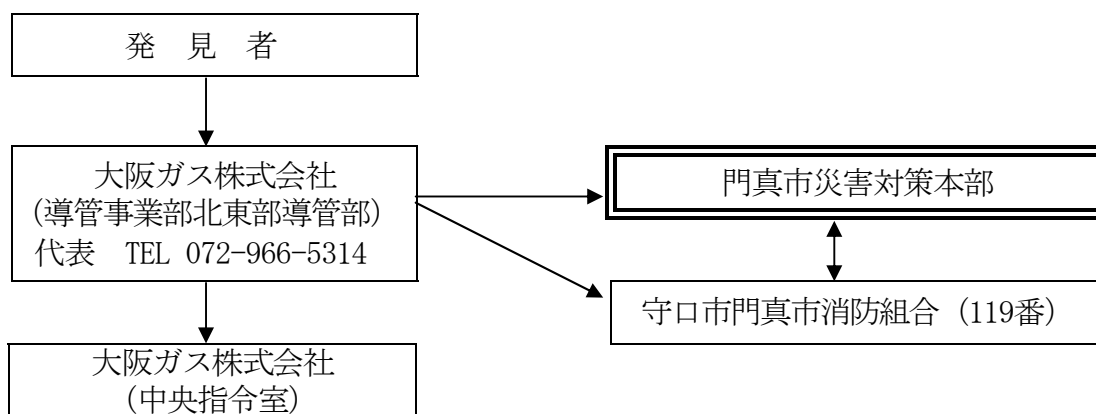 発 見 者
大阪ガス株式会社
(導管事業部北東部導管部)
代表 TEL 072-966-5314
門真市災害対策本部
守口市門真市消防組合 (119番)
大阪ガス株式会社
(中央指令室)